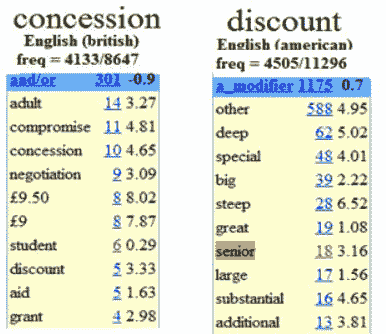 concession
English (british)
freq = 4133/8647
and/or 301 -0.9
adult 14 3.27
compromise 11 4.81
concession 10 4.65
negotiation 9 3.09
£9.50 8 8.02
£9 8 7.87
student 6 0.29
discount 5 3.33
aid 5 1.63
grant 4 2.98
discount
English (american)
freq = 4505/11296
a_modifier 1175 0.7
other 588 4.95
deep 62 5.02
special 48 4.01
big 39 2.22
steep 28 6.52
great 19 1.08
senior 18 3.16
large 17 1.56
substantial 16 4.65
additional 13 3.81